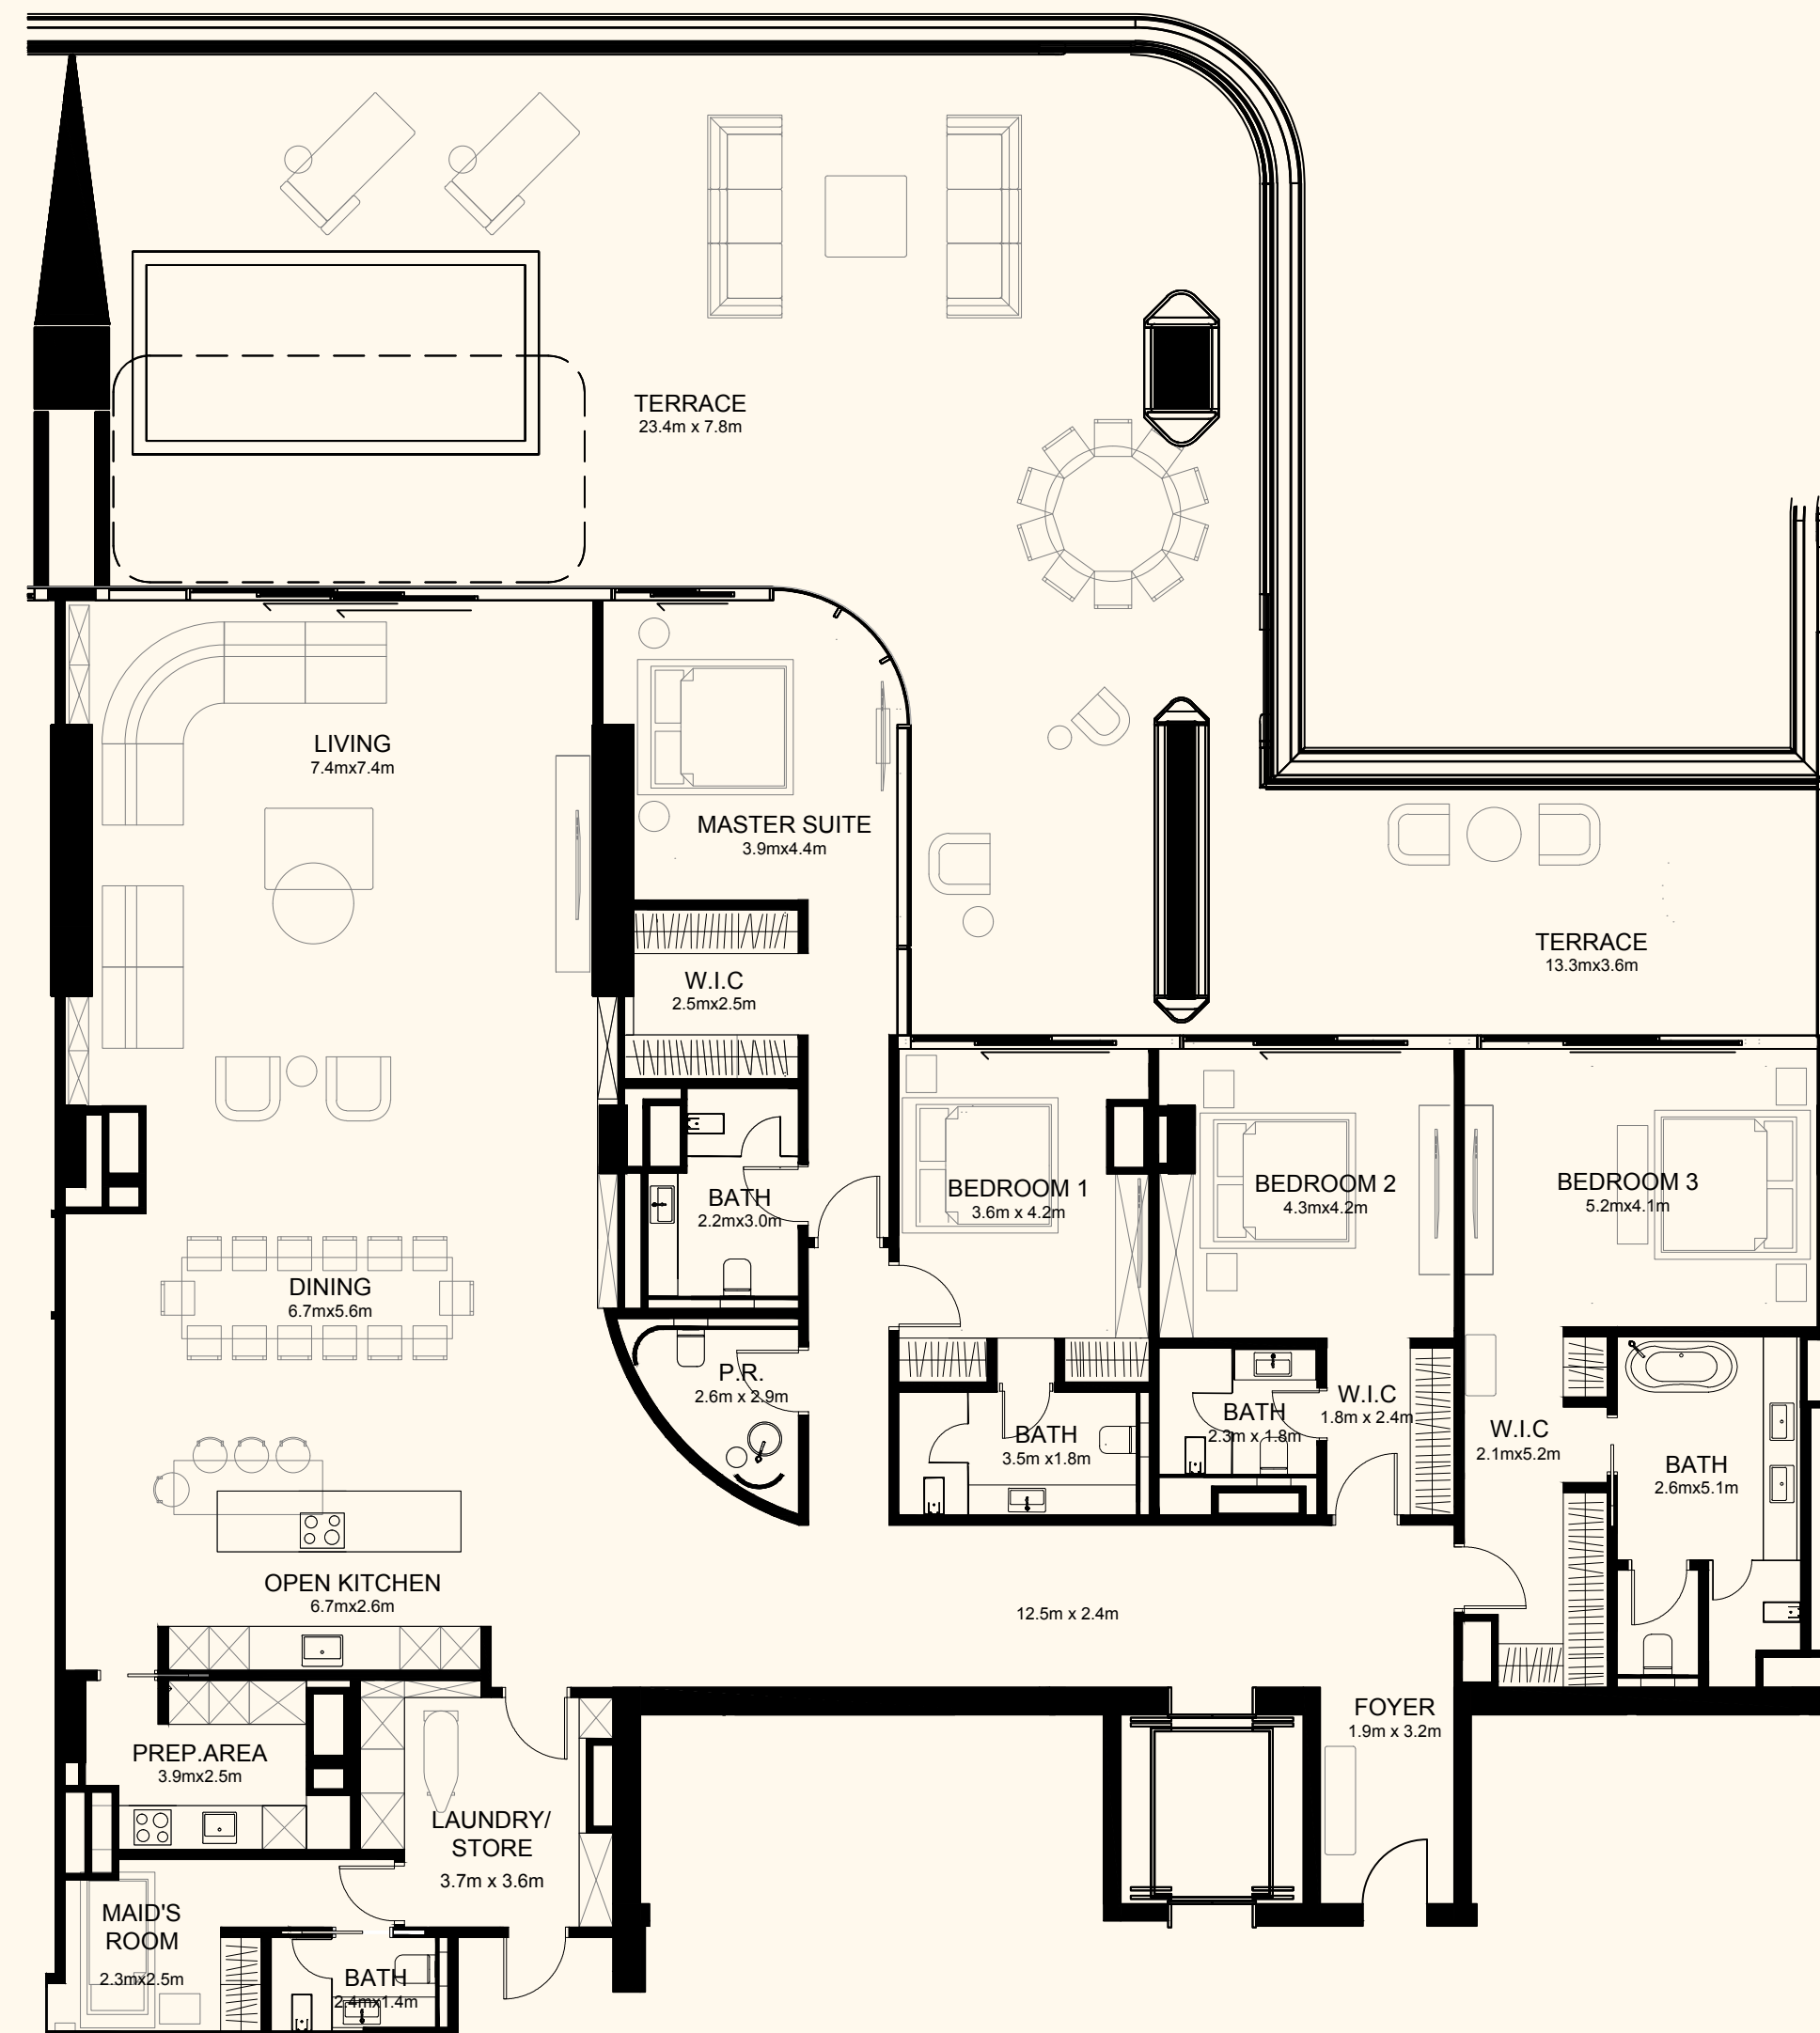 TERRACE
23.4m x 7.8m
LIVING
7.4mx7.4m
MASTER SUITE
3.9mx4.4m
TERRACE
13.3mx3.6m
W.I.C
2.5mx2.5m
BATH
2.2mx3.0m
BEDROOM 1
3.6m x 4.2m
BEDROOM 2
4.3mx4.2m
BEDROOM 3
5.2mx4.1m
DINING
6.7mx5.6m
P.R.
2.6m x 2.9m
BATH
3.5m x1.8m
BATH
2.3m x 1.8m
W.I.C
1.8m x 2.4m
W.I.C
2.1mx5.2m
BATH
2.6mx5.1m
OPEN KITCHEN
6.7mx2.6m
12.5m x 2.4m
FOYER
1.9m x 3.2m
PREP.AREA
3.9mx2.5m
LAUNDRY/
STORE
3.7m x 3.6m
MAID'S
ROOM
2.3mx2.5m
BATH
2.4mx1.4m